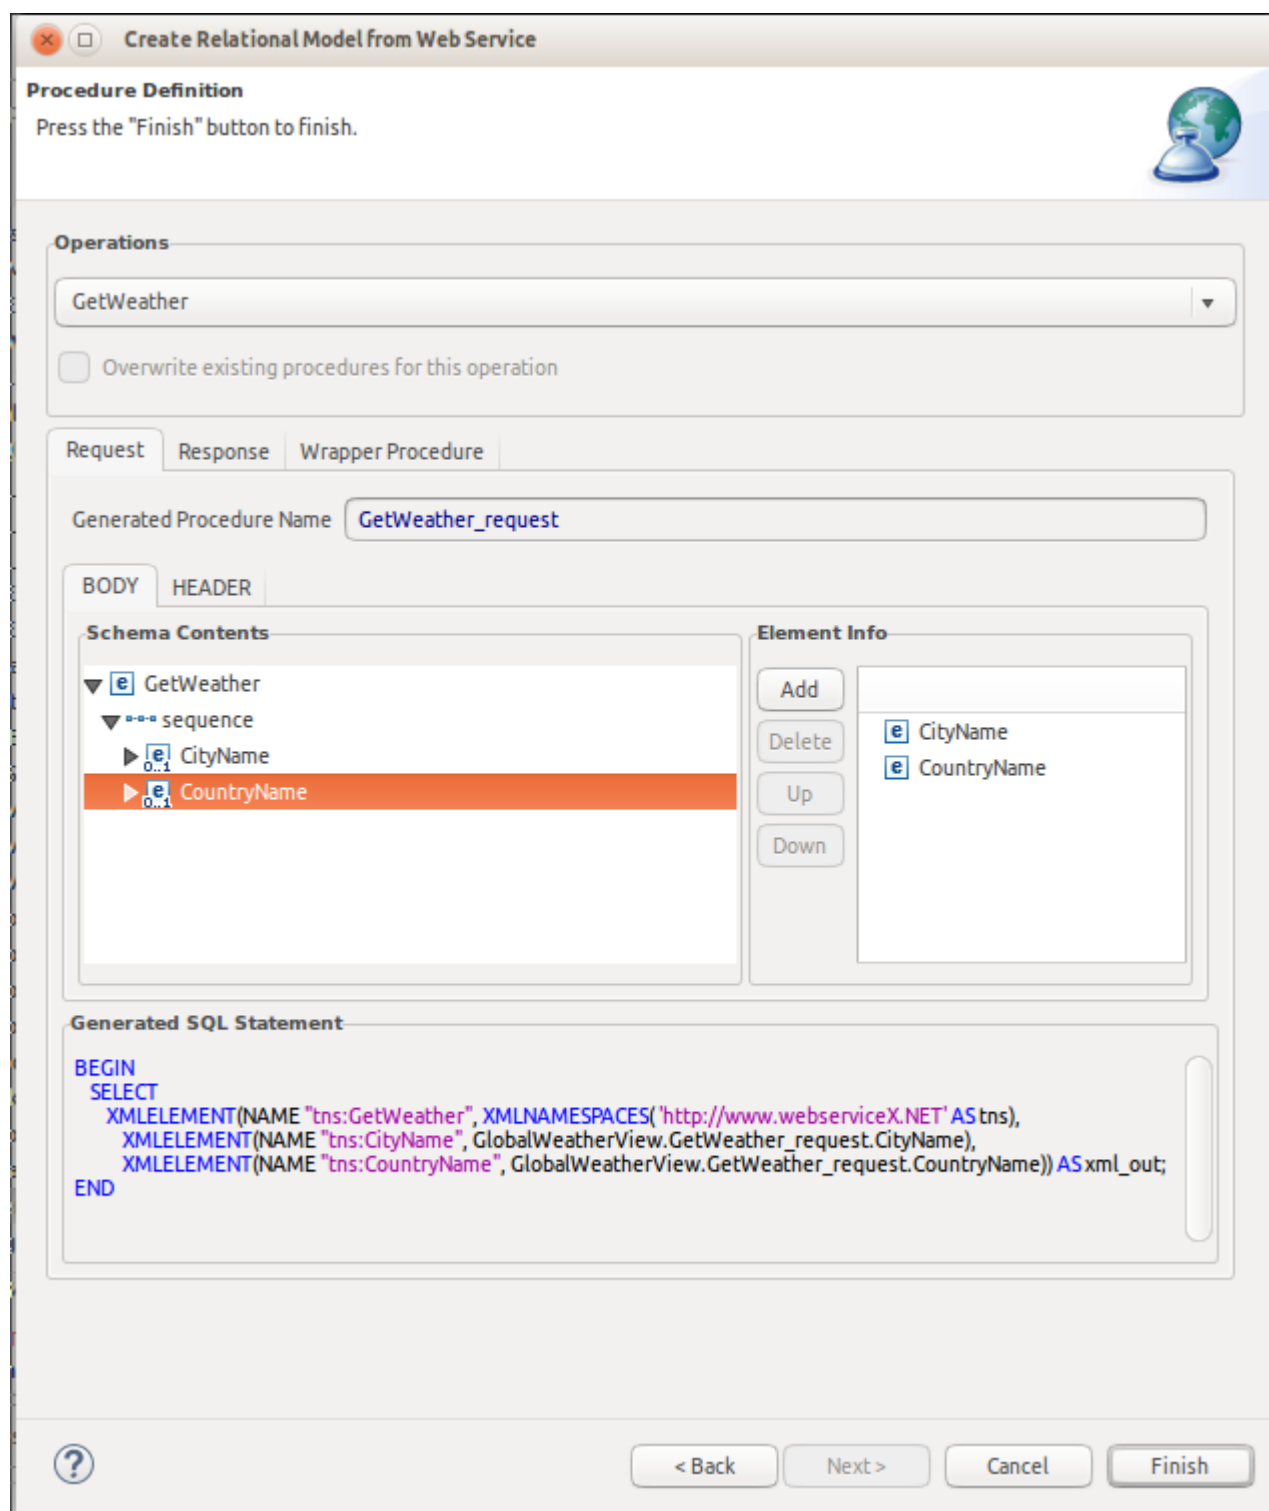 Create Relational Model from Web Service
Procedure Definition
Press the "Finish" button to finish.
Operations
GetWeather
Overwrite existing procedures for this operation
Request Response Wrapper Procedure
Generated Procedure Name GetWeather_request
BODY HEADER
Schema Contents
e GetWeather
sequence
e 0..1 CityName
e 0..1 CountryName
Element Info
Add
Delete
Up
Down
e CityName
e CountryName
Generated SQL Statement
BEGIN
SELECT
XMLELEMENT(NAME "tns:GetWeather", XMLNAMESPACES( 'http://www.webserviceX.NET' AS tns),
XMLELEMENT(NAME "tns:CityName", GlobalWeatherView.GetWeather_request.CityName),
XMLELEMENT(NAME "tns:CountryName", GlobalWeatherView.GetWeather_request.CountryName)) AS xml_out;
END
? < Back Next > Cancel Finish